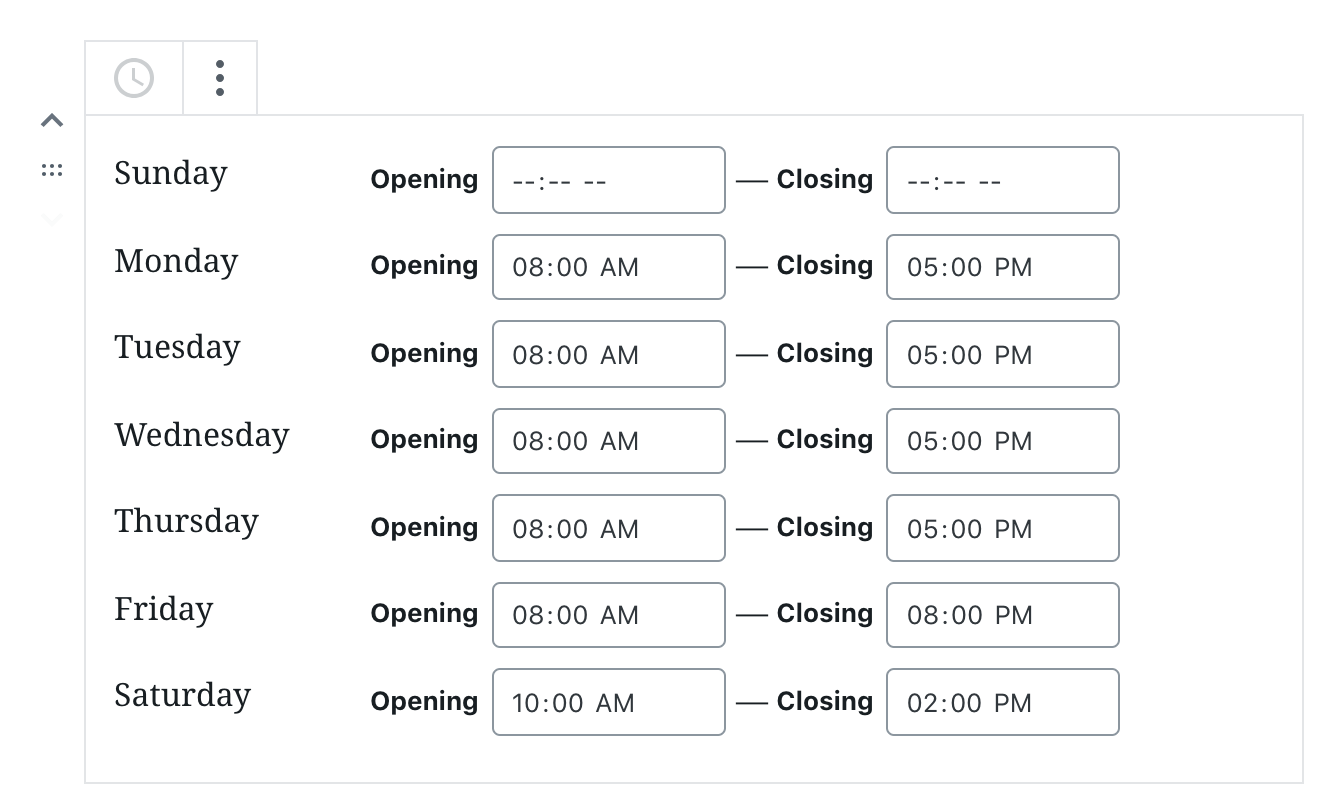 Sunday Opening --:-- -- — Closing --:-- --
Monday Opening 08:00 AM — Closing 05:00 PM
Tuesday Opening 08:00 AM — Closing 05:00 PM
Wednesday Opening 08:00 AM — Closing 05:00 PM
Thursday Opening 08:00 AM — Closing 05:00 PM
Friday Opening 08:00 AM — Closing 08:00 PM
Saturday Opening 10:00 AM — Closing 02:00 PM